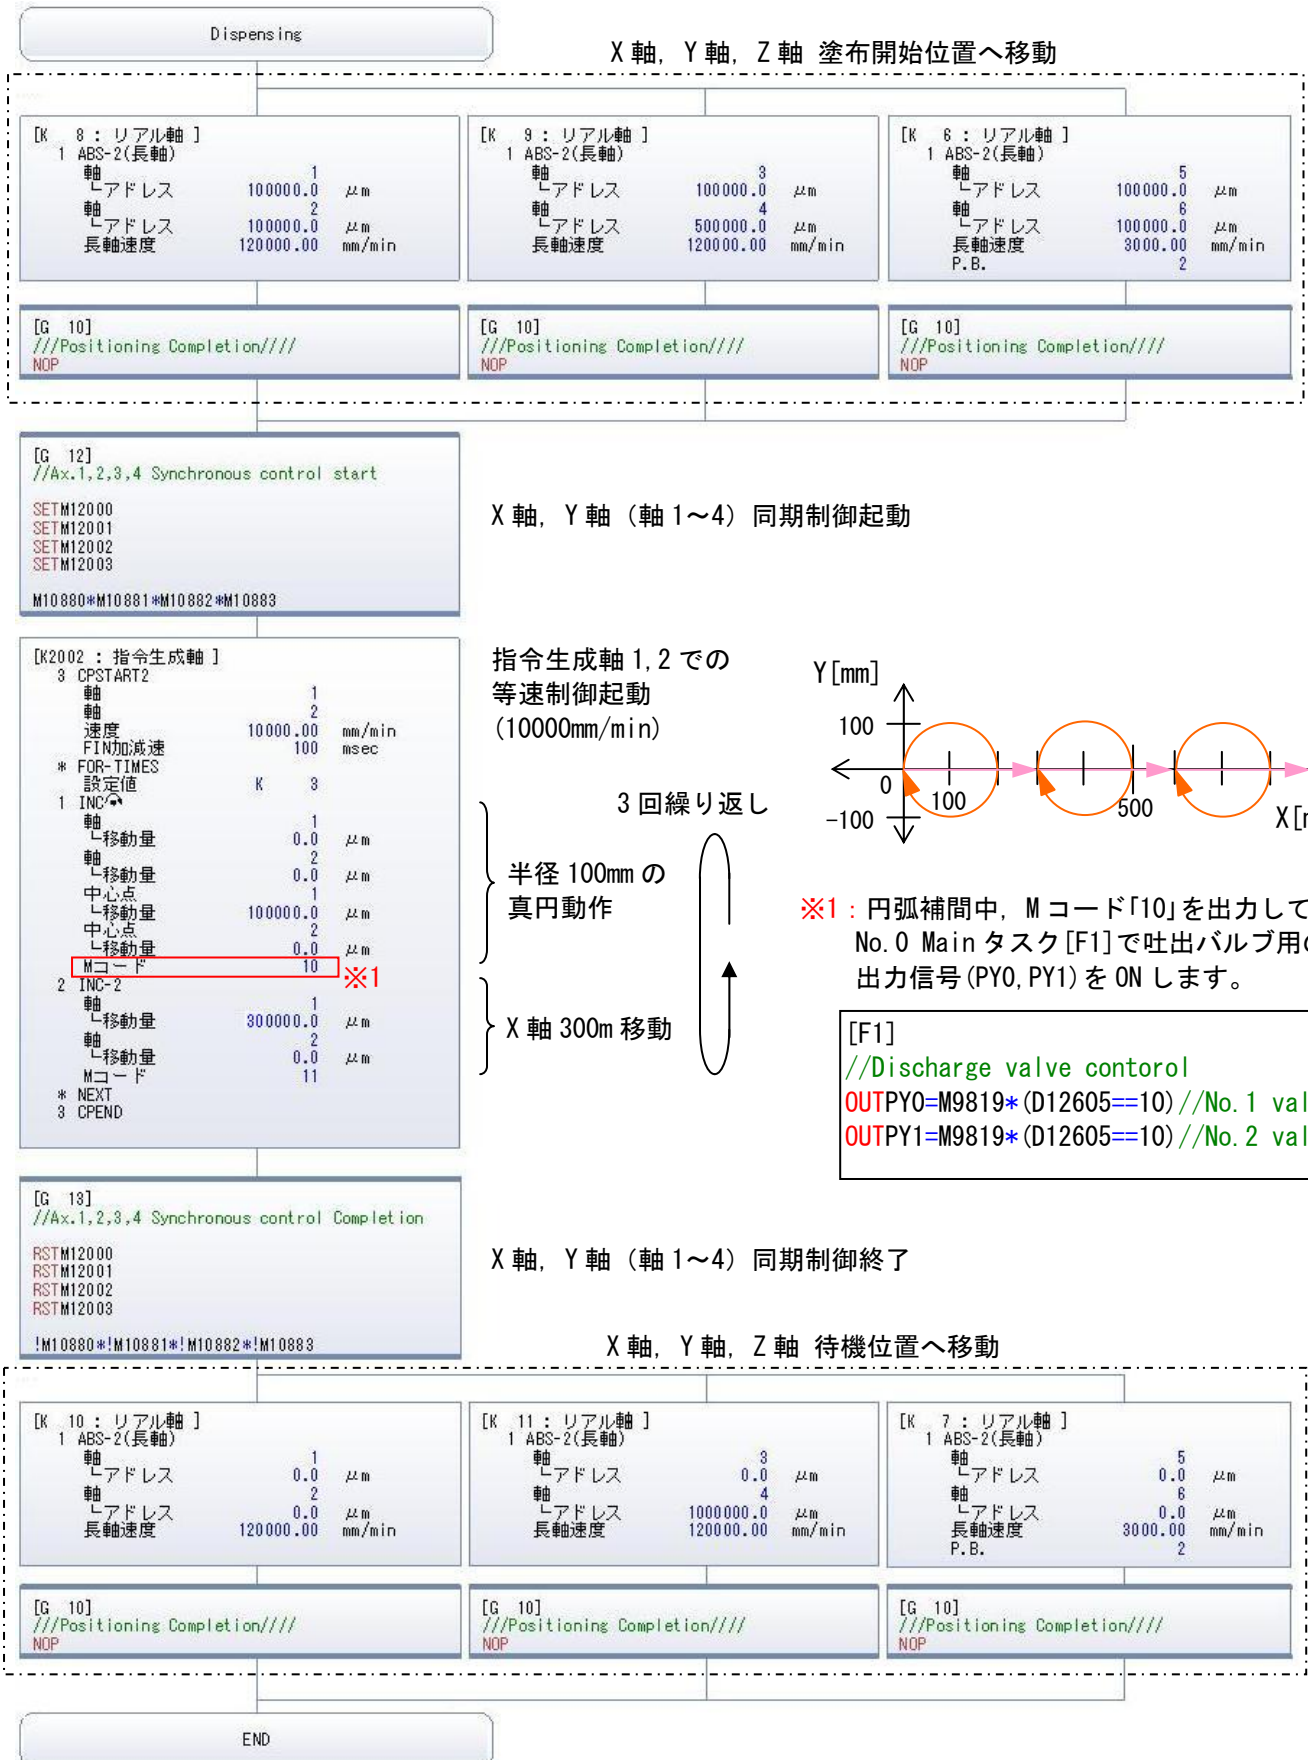 Dispensing
X 軸, Y 軸, Z 軸 塗布開始位置へ移動
[K 8 : リアル軸 ]
1 ABS-2(長軸)
軸 1
┗アドレス 100000.0 μm
軸 2
┗アドレス 100000.0 μm
長軸速度 120000.00 mm/min
[K 9 : リアル軸 ]
1 ABS-2(長軸)
軸 3
┗アドレス 100000.0 μm
軸 4
┗アドレス 500000.0 μm
長軸速度 120000.00 mm/min
[K 6 : リアル軸 ]
1 ABS-2(長軸)
軸 5
┗アドレス 100000.0 μm
軸 6
┗アドレス 100000.0 μm
長軸速度 3000.00 mm/min
P.B. 2
[G 10]
///Positioning Completion////
NOP
[G 10]
///Positioning Completion////
NOP
[G 10]
///Positioning Completion////
NOP
[G 12]
//Ax.1,2,3,4 Synchronous control start
SETM12000
SETM12001
SETM12002
SETM12003
M10880*M10881*M10882*M10883
X 軸, Y 軸 (軸 1～4) 同期制御起動
[K2002 : 指令生成軸 ]
3 CPSTART2
軸 1
軸 2
速度 10000.00 mm/min
FIN加減速 100 msec
* FOR-TIMES
設定値 K 3
1 INC
軸 1
┗移動量 0.0 μm
軸 2
┗移動量 0.0 μm
中心点 1
┗移動量 100000.0 μm
中心点 2
┗移動量 0.0 μm
Mコード 10
※1
2 INC-2
軸 1
┗移動量 300000.0 μm
軸 2
┗移動量 0.0 μm
Mコード 11
* NEXT
3 CPEND
指令生成軸 1,2 での
等速制御起動
(10000mm/min)
3 回繰り返し
半径 100mm の
真円動作
X 軸 300m 移動
Y[mm]
100
0
100
500
-100
※1：円弧補間中, M コード「10」を出力して
No.0 Main タスク[F1]で吐出バルブ用
出力信号(PY0,PY1)を ON します。
[F1]
//Discharge valve contorol
OUTPY0=M9819*(D12605==10)//No.1 val
OUTPY1=M9819*(D12605==10)//No.2 val
[G 13]
//Ax.1,2,3,4 Synchronous control Completion
RSTM12000
RSTM12001
RSTM12002
RSTM12003
!M10880*!M10881*!M10882*!M10883
X 軸, Y 軸 (軸 1～4) 同期制御終了
X 軸, Y 軸, Z 軸 待機位置へ移動
[K 10 : リアル軸 ]
1 ABS-2(長軸)
軸 1
┗アドレス 0.0 μm
軸 2
┗アドレス 0.0 μm
長軸速度 120000.00 mm/min
[K 11 : リアル軸 ]
1 ABS-2(長軸)
軸 3
┗アドレス 0.0 μm
軸 4
┗アドレス 1000000.0 μm
長軸速度 120000.00 mm/min
[K 7 : リアル軸 ]
1 ABS-2(長軸)
軸 5
┗アドレス 0.0 μm
軸 6
┗アドレス 0.0 μm
長軸速度 3000.00 mm/min
P.B. 2
[G 10]
///Positioning Completion////
NOP
[G 10]
///Positioning Completion////
NOP
[G 10]
///Positioning Completion////
NOP
END